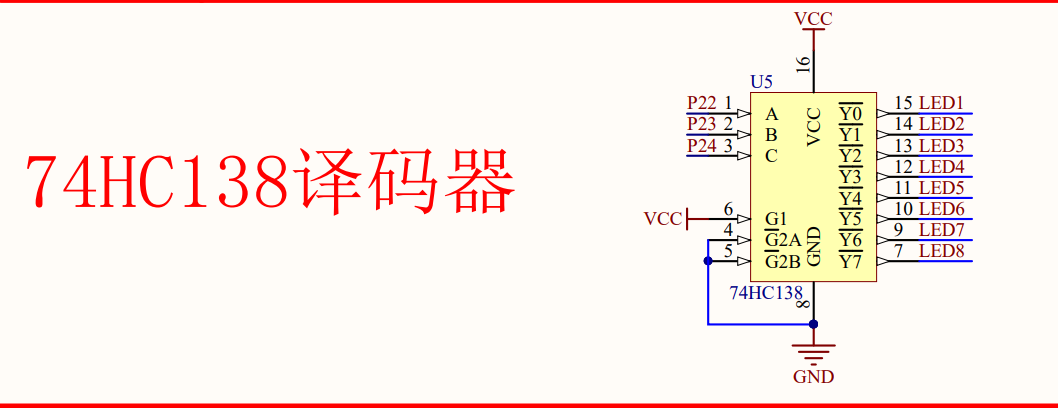 VCC
16
U5
P22 1 A VCC Y0 15 LED1
P23 2 B Y1 14 LED2
P24 3 C Y2 13 LED3
Y3 12 LED4
Y4 11 LED5
74HC138译码器
VCC 6 G1 Y5 10 LED6
4 G2A GND Y6 9 LED7
5 G2B Y7 7 LED8
74HC138
8
GND